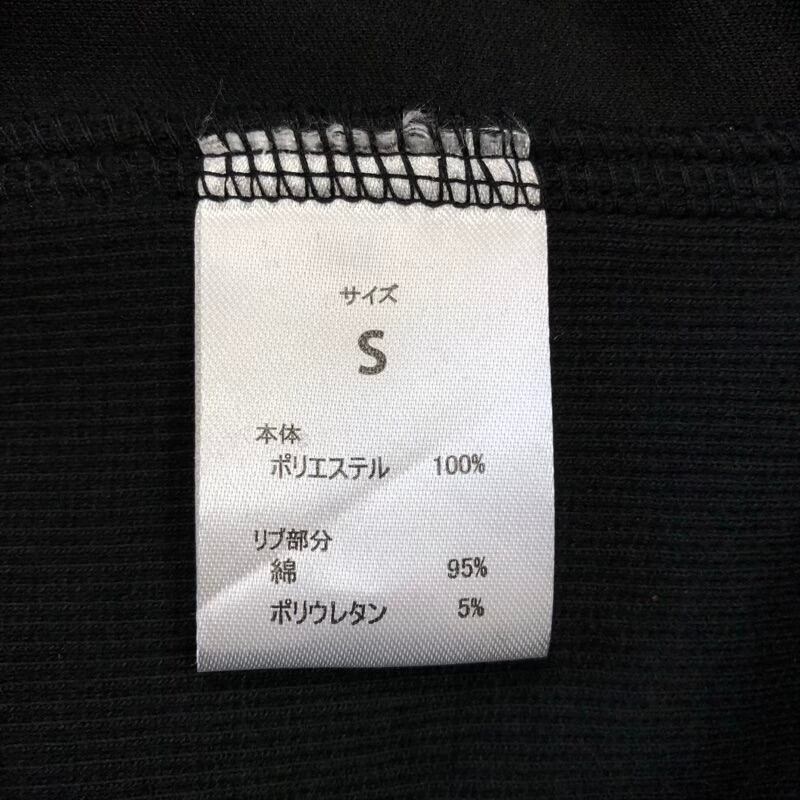 サイズ
S
本体
ポリエステル 100%
リブ部分
綿 95%
ポリウレタン 5%